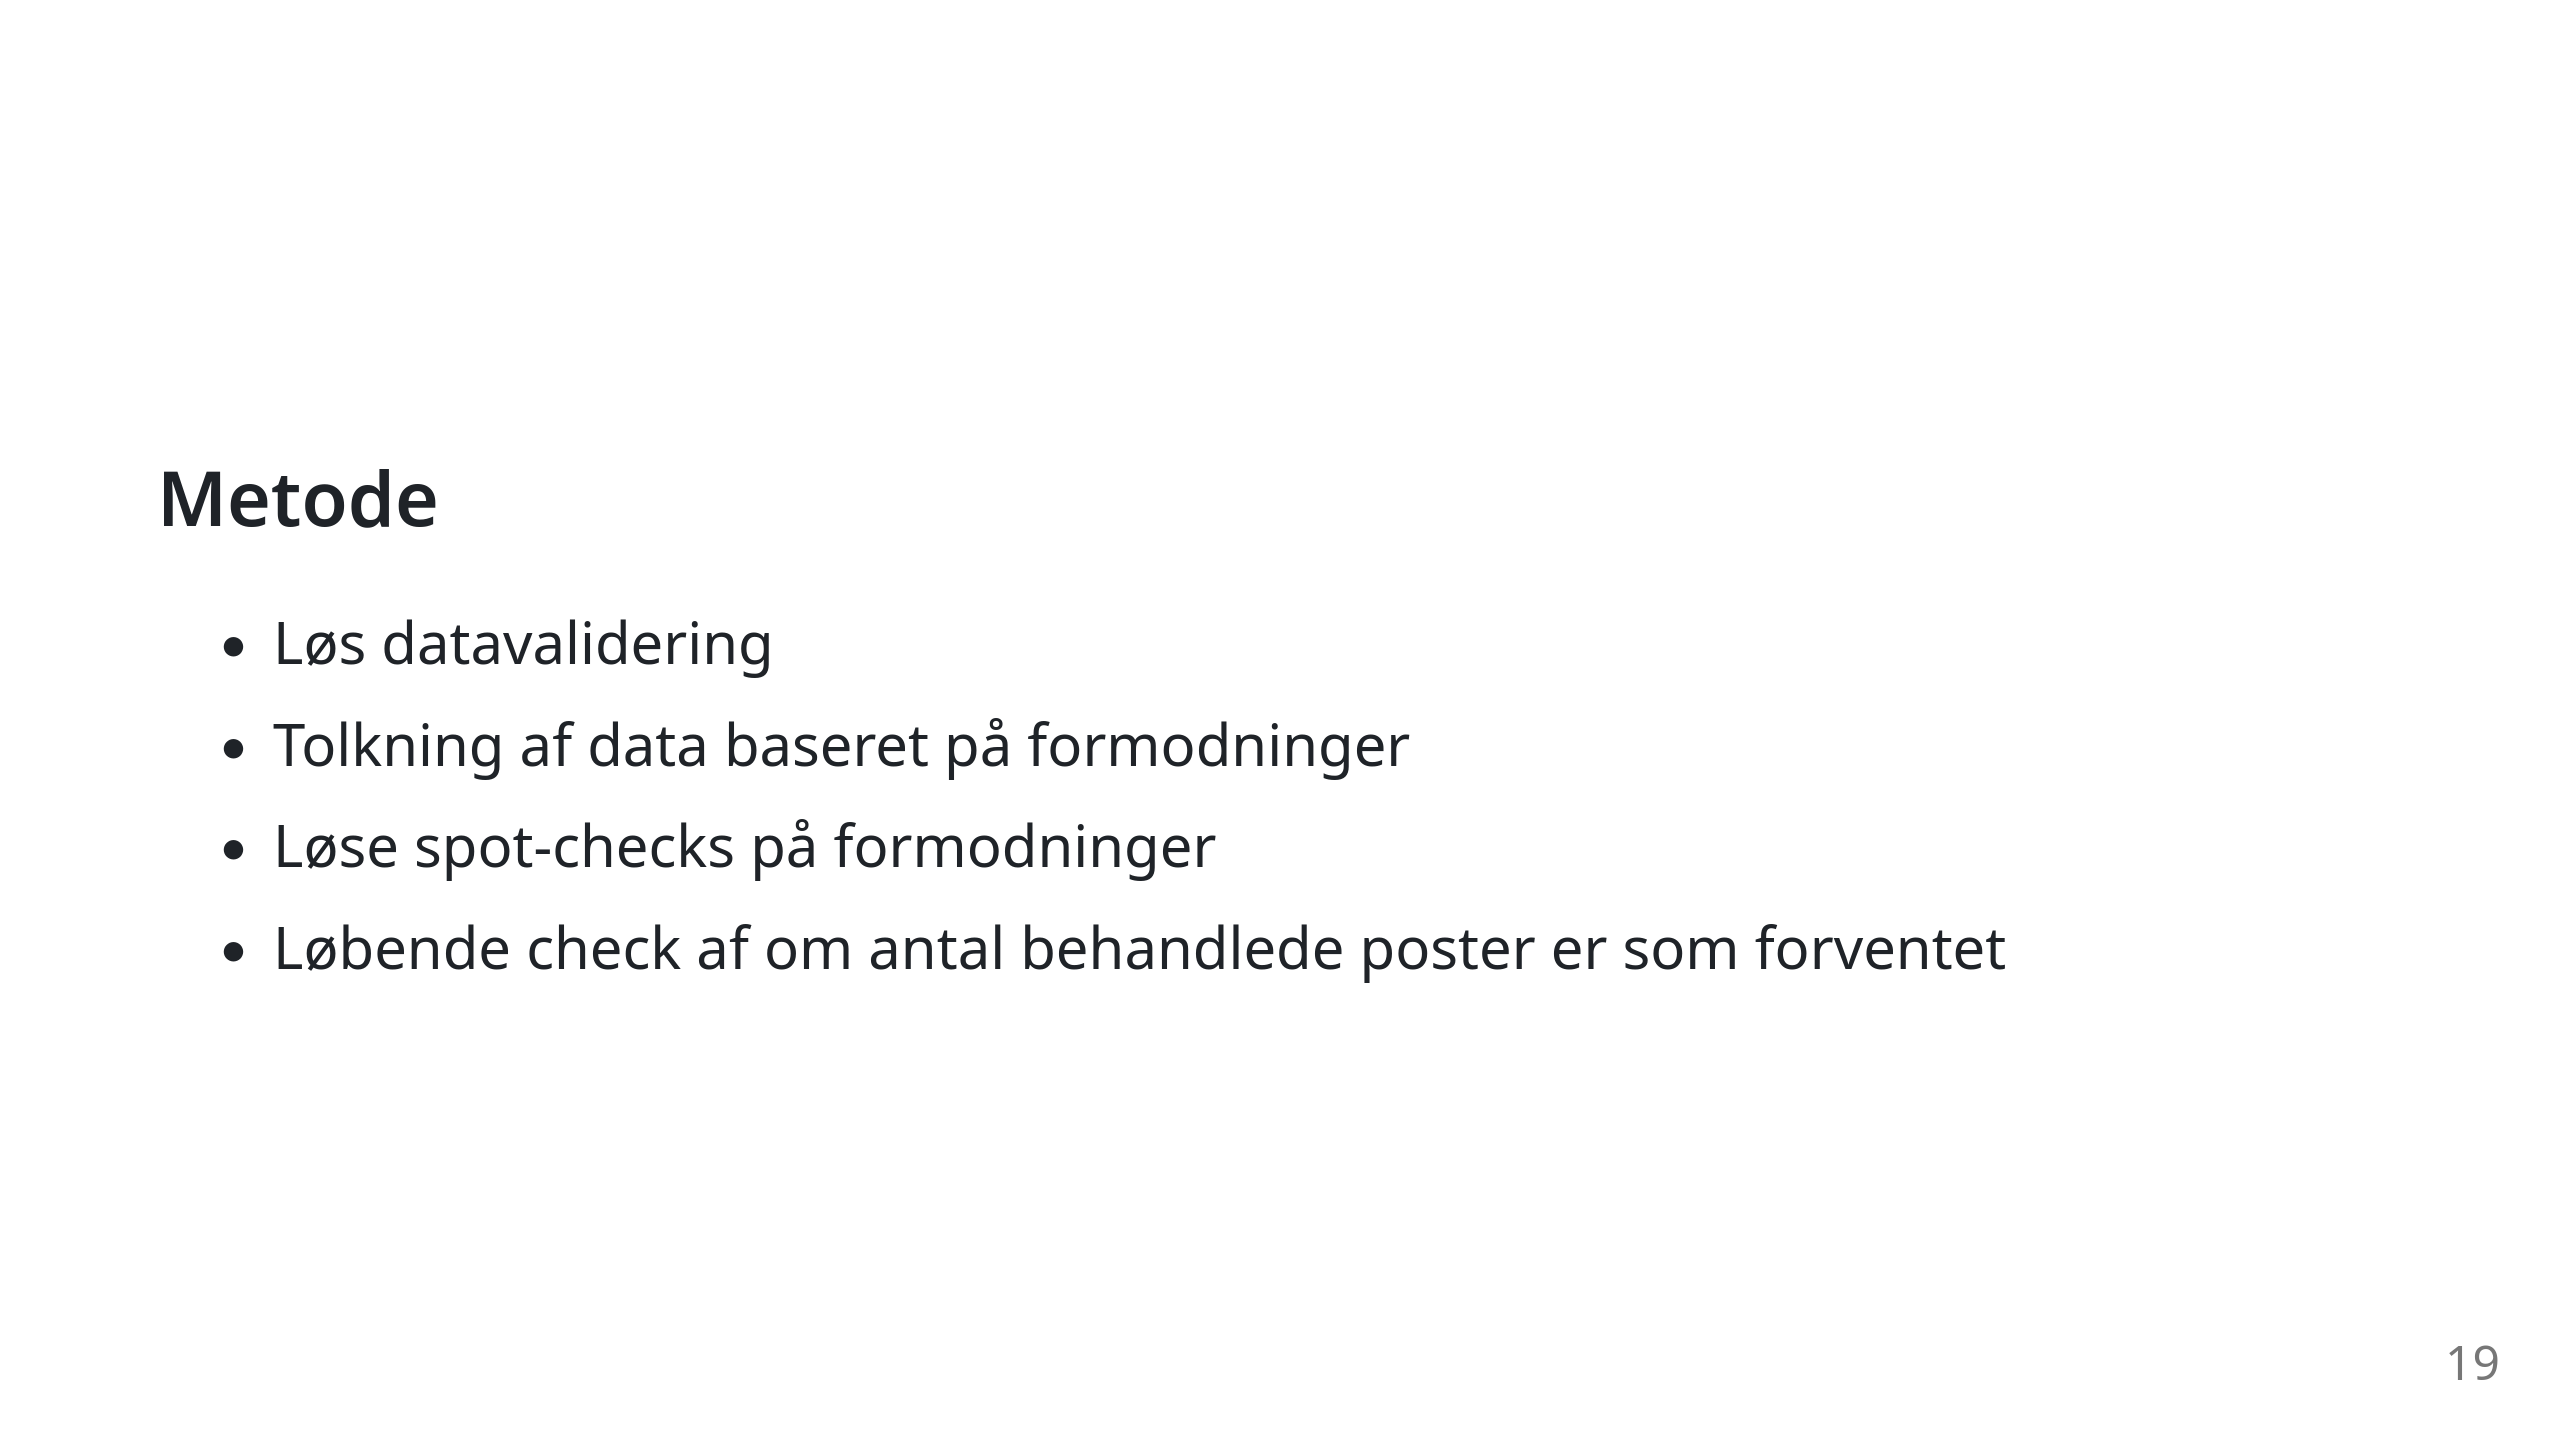 Metode
• Løs datavalidering
• Tolkning af data baseret på formodninger
• Løse spot-checks på formodninger
• Løbende check af om antal behandlede poster er som forventet
19